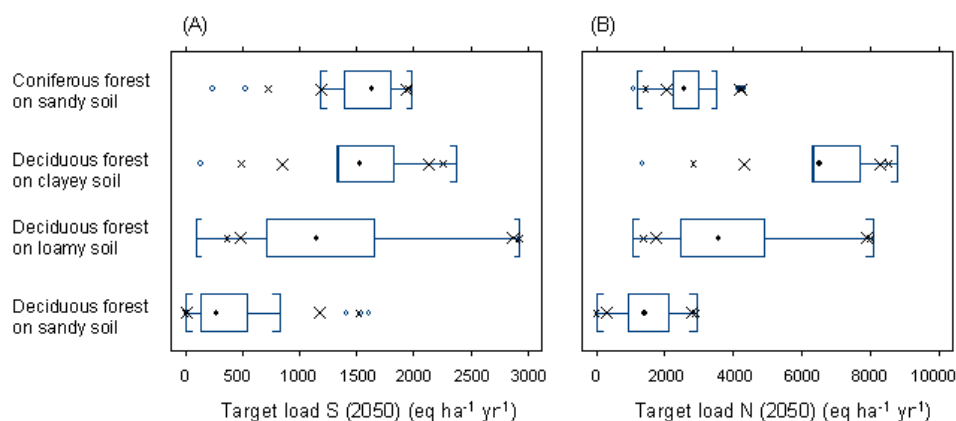 (A)
(B)
Coniferous forest
on sandy soil
Deciduous forest
on clayey soil
Deciduous forest
on loamy soil
Deciduous forest
on sandy soil
0 500 1000 1500 2000 2500 3000
0 2000 4000 6000 8000 10000
Target load S (2050) (eq ha⁻¹ yr⁻¹)
Target load N (2050) (eq ha⁻¹ yr⁻¹)